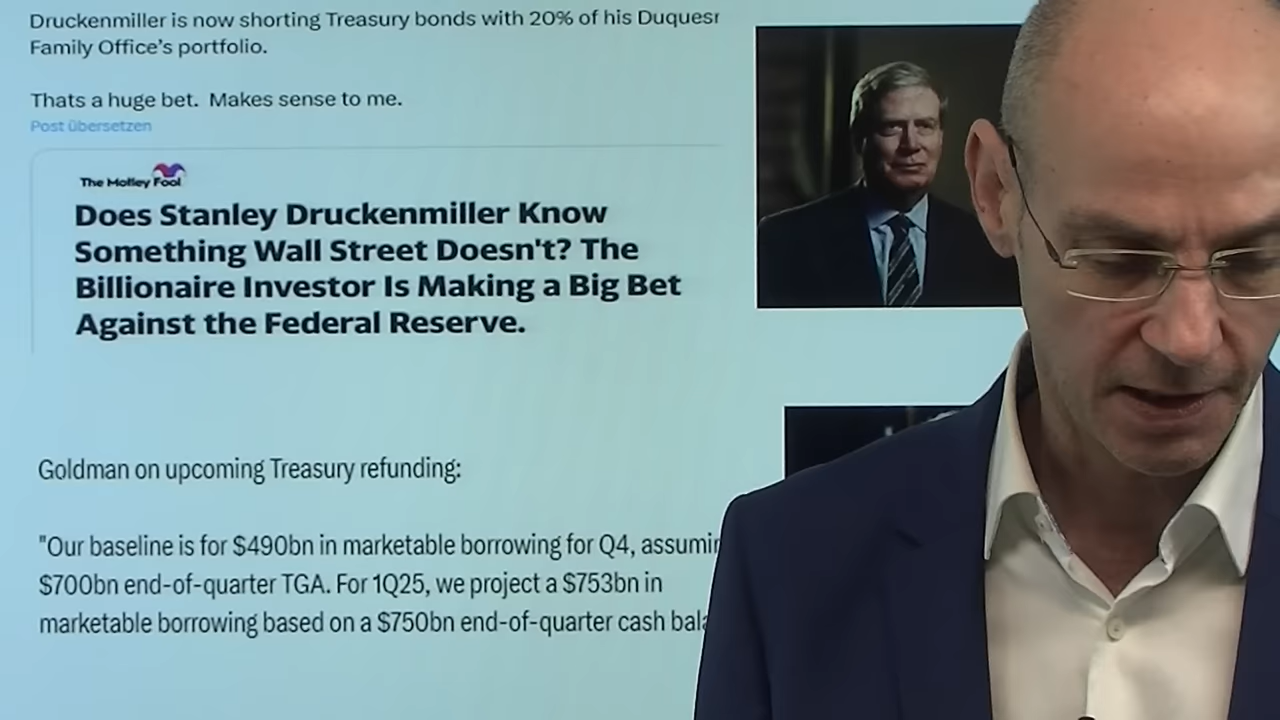 Druckenmiller is now shorting Treasury bonds with 20% of his
Family Office's portfolio.
Thats a huge bet. Makes sense to me.
Post übersetzen
The Motley Fool
Does Stanley Druckenmiller Know
Something Wall Street Doesn't? The
Billionaire Investor Is Making a Big Bet
Against the Federal Reserve.
Goldman on upcoming Treasury refunding:
"Our baseline is for $490bn in marketable borrowing for Q4,
$700bn end-of-quarter TGA. For 1Q25, we project a $753bn in
marketable borrowing based on a $750bn end-of-quarter cash